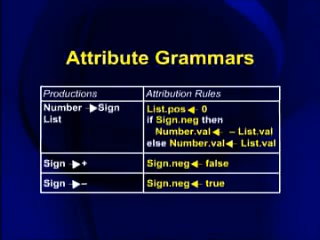 Attribute Grammars
Productions Attribution Rules
Number → Sign List.pos ← 0
List if Sign.neg then
Number.val ← – List.val
else Number.val ← List.val
Sign → + Sign.neg ← false
Sign → – Sign.neg ← true